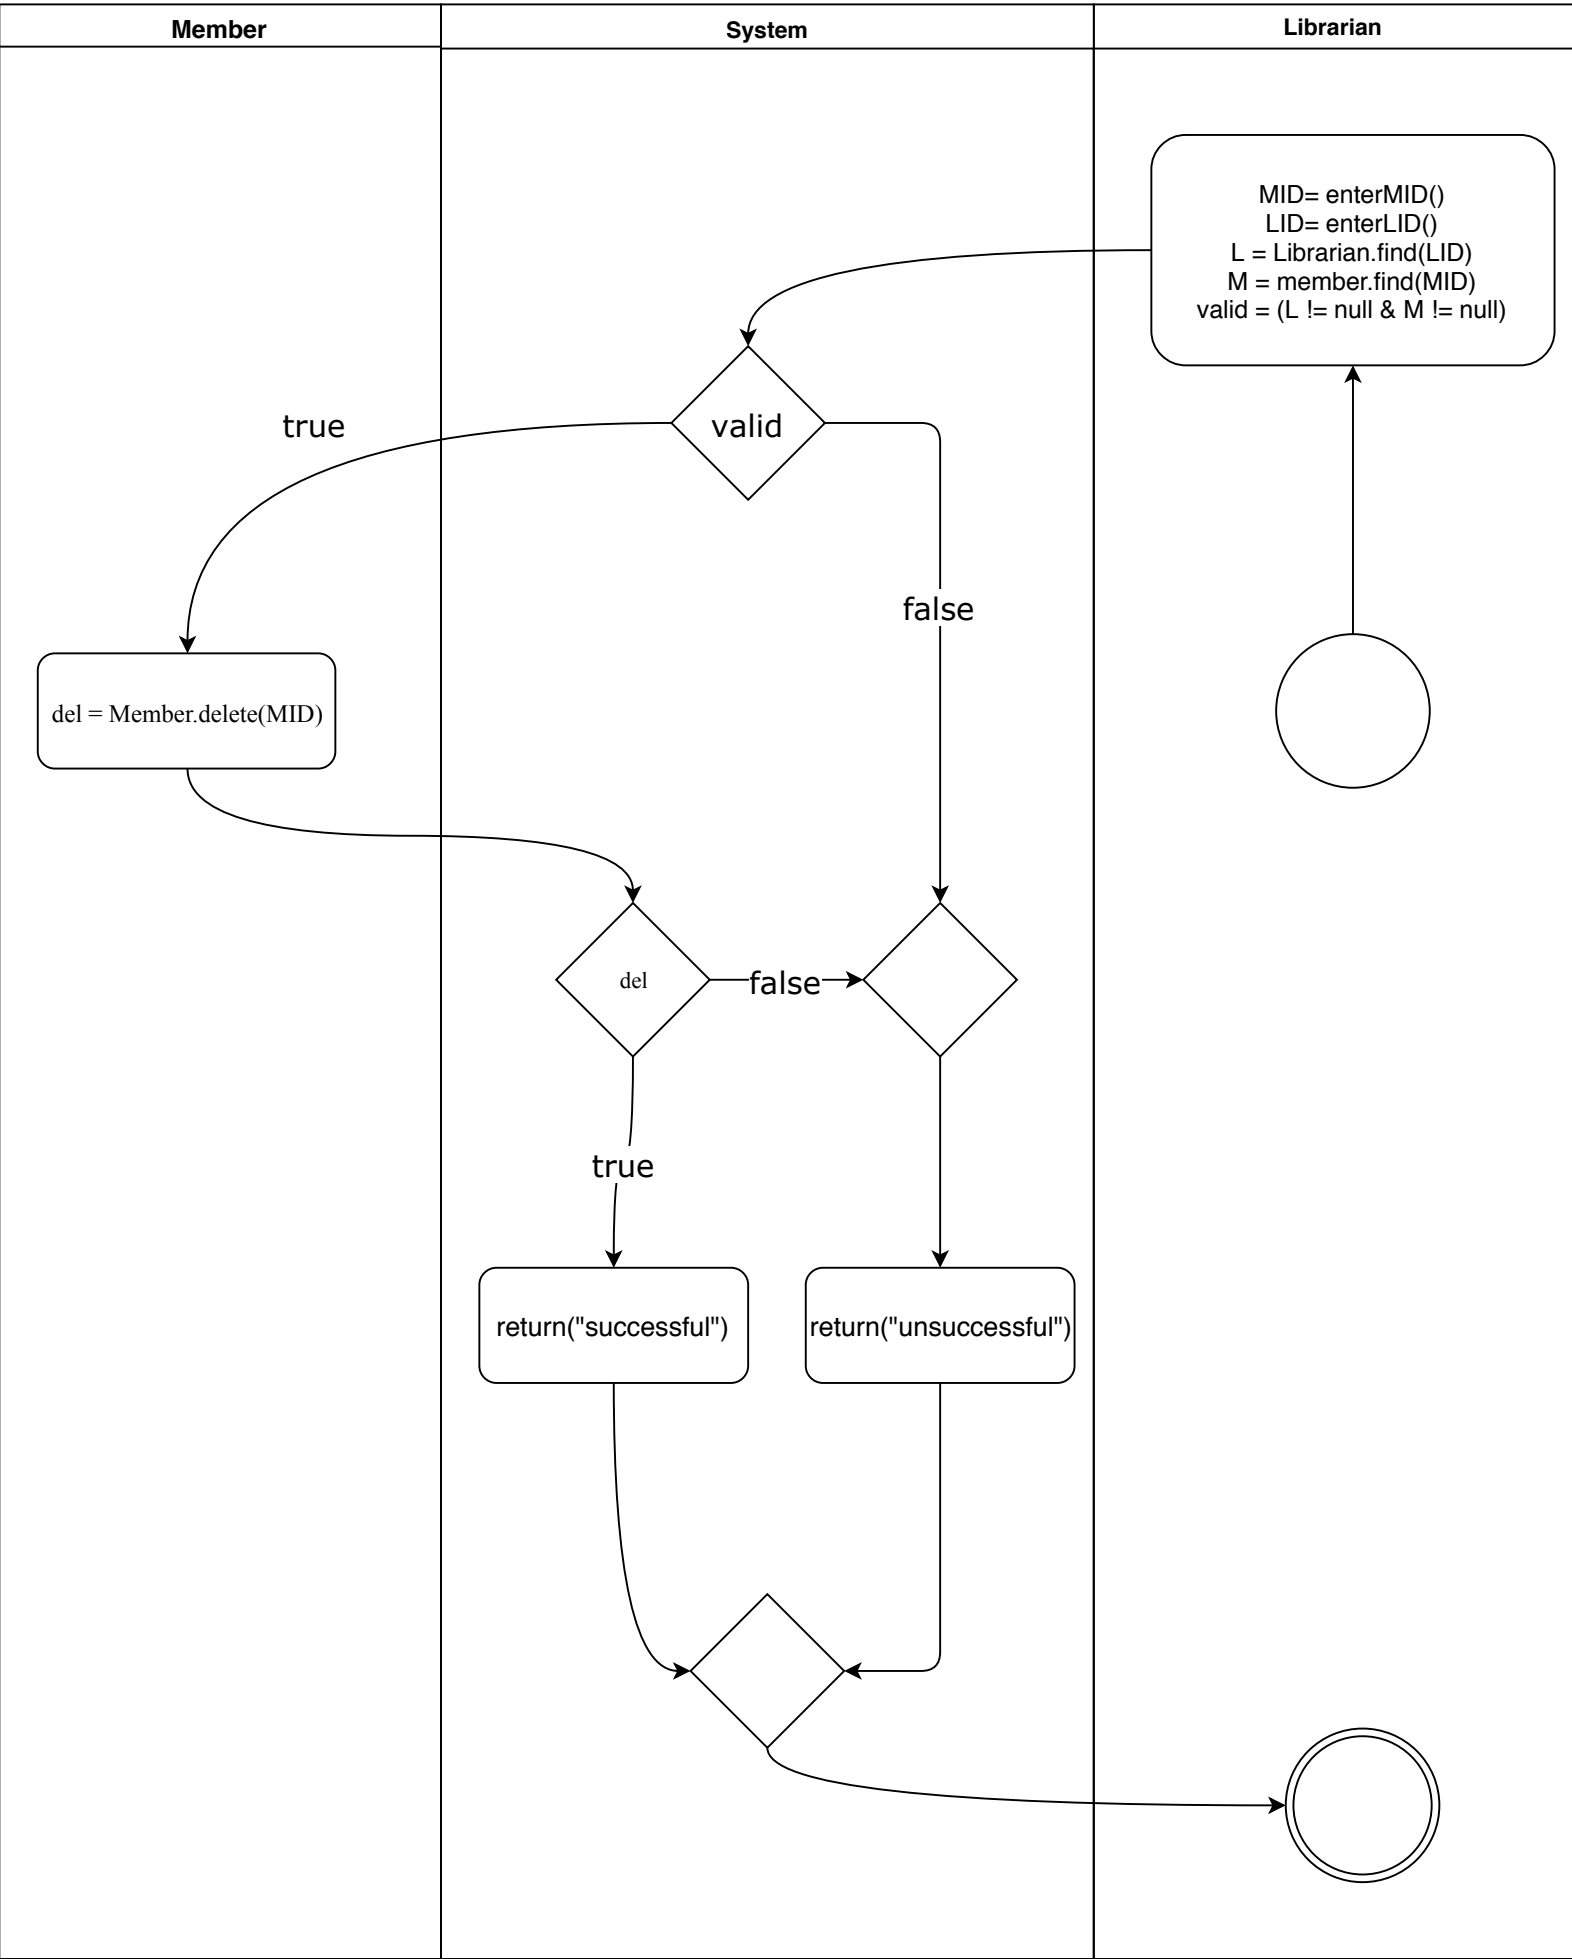 Member
System
Librarian
MID= enterMID()
LID= enterLID()
L = Librarian.find(LID)
M = member.find(MID)
valid = (L != null & M != null)
true
valid
false
del = Member.delete(MID)
del
false
true
return("successful")
return("unsuccessful")